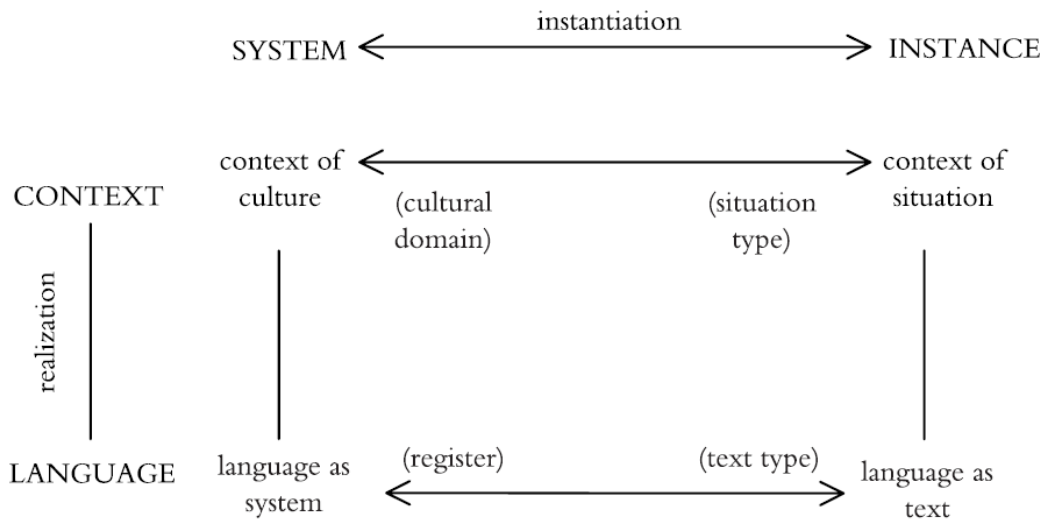 instantiation
SYSTEM
INSTANCE
context of
culture
context of
situation
CONTEXT
(cultural
domain)
(situation
type)
realization
LANGUAGE
language as
system
(register)
(text type)
language as
text